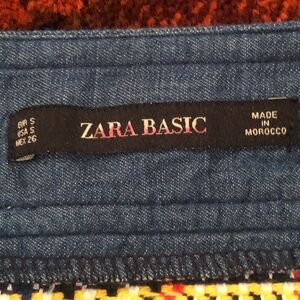 EUR S
USA S
MEX 26
ZARA BASIC
MADE
IN
MOROCCO